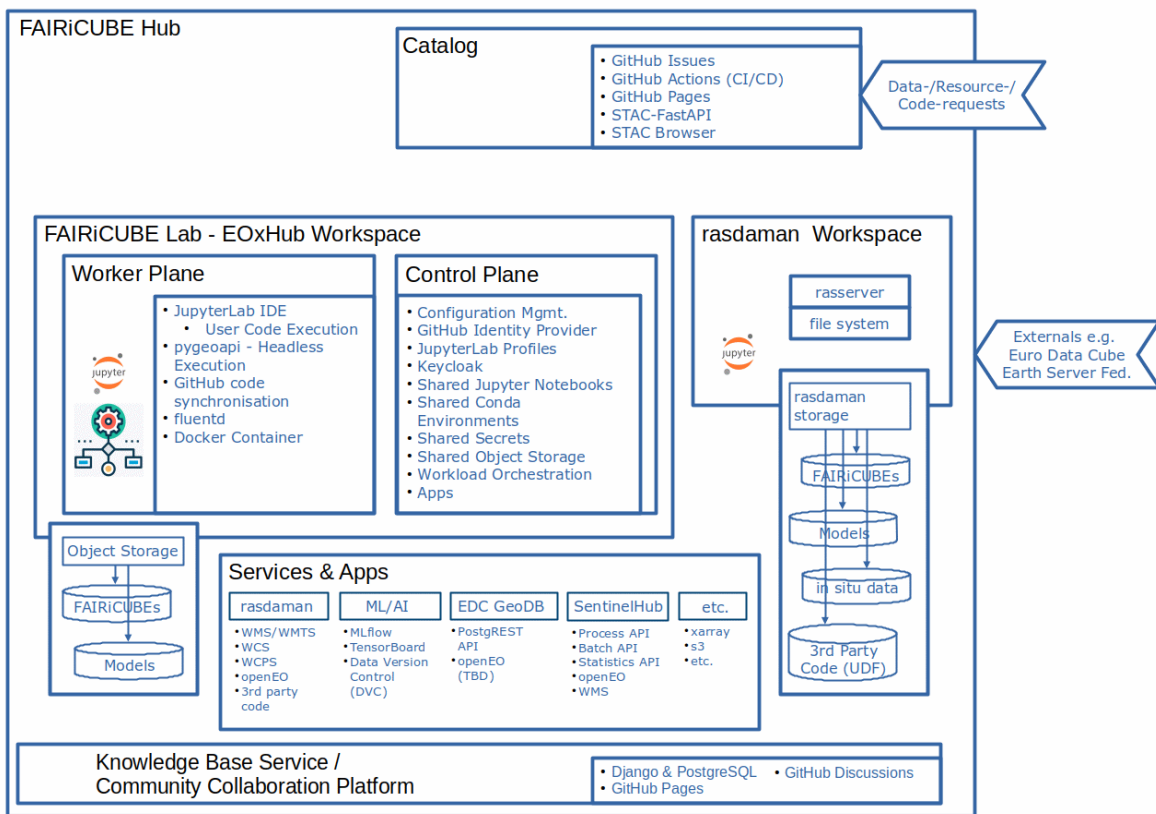 FAIRiCUBE Hub
Catalog
• GitHub Issues
• GitHub Actions (CI/CD)
• GitHub Pages
• STAC-FastAPI
• STAC Browser
Data-/Resource-/
Code-requests
FAIRiCUBE Lab - EOxHub Workspace
Worker Plane
• JupyterLab IDE
• User Code Execution
• pygeoapi - Headless
Execution
• GitHub code
synchronisation
• fluentd
• Docker Container
jupyter
Control Plane
• Configuration Mgmt.
• GitHub Identity Provider
• JupyterLab Profiles
• Keycloak
• Shared Jupyter Notebooks
• Shared Conda
Environments
• Shared Secrets
• Shared Object Storage
• Workload Orchestration
• Apps
rasdaman Workspace
rasserver
file system
jupyter
Externals e.g.
Euro Data Cube
Earth Server Fed.
rasdaman
storage
FAIRiCUBEs
Models
in situ data
3rd Party
Code (UDF)
Object Storage
FAIRiCUBEs
Models
Services & Apps
rasdaman
•WMS/WMTS
•WCS
•WCPS
•openEO
•3rd party
code
ML/AI
•MLflow
•TensorBoard
•Data Version
Control
(DVC)
EDC GeoDB
•PostgREST
API
•openEO
(TBD)
SentinelHub
•Process API
•Batch API
•Statistics API
•openEO
•WMS
etc.
•xarray
•s3
•etc.
Knowledge Base Service /
Community Collaboration Platform
• Django & PostgreSQL
• GitHub Pages
• GitHub Discussions